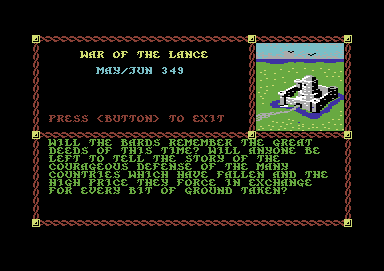 WAR OF THE LANCE
MAY/JUN 349
PRESS <BUTTON> TO EXIT
WILL THE BARDS REMEMBER THE GREAT
DEEDS OF THIS TIME? WILL ANYONE BE
LEFT TO TELL THE STORY OF THE
COURAGEOUS DEFENSE OF THE MANY
COUNTRIES WHICH HAVE FALLEN AND THE
HIGH PRICE THEY FORCE IN EXCHANGE
FOR EVERY BIT OF GROUND TAKEN?